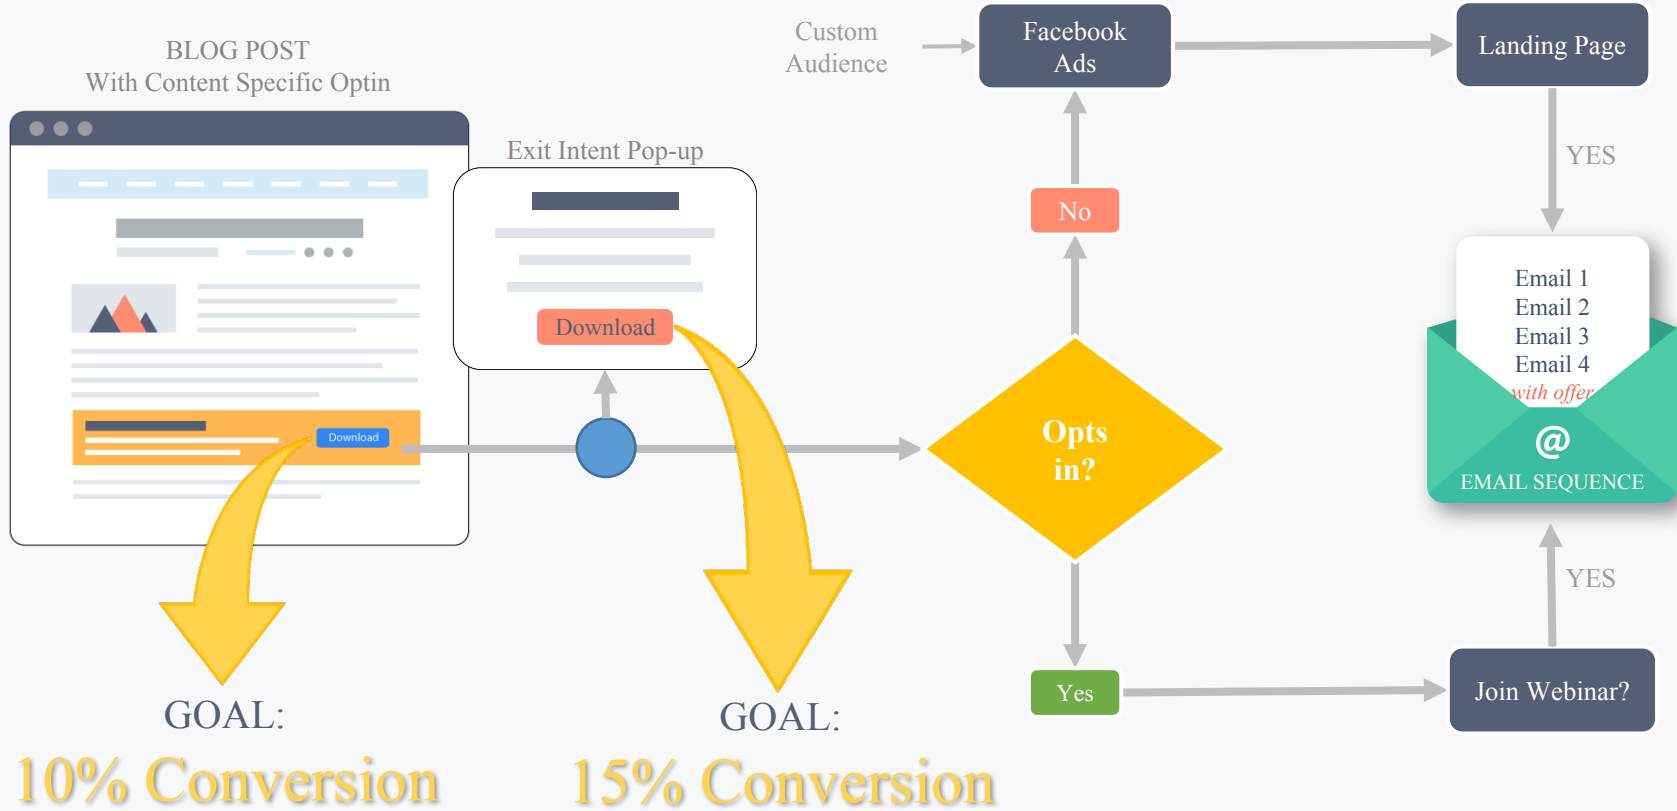 BLOG POST
With Content Specific Optin
Download
Exit Intent Pop-up
Download
GOAL:
10% Conversion
GOAL:
15% Conversion
Custom
Audience
Facebook
Ads
Landing Page
No
YES
Opts
in?
Yes
Email 1
Email 2
Email 3
Email 4
with offer
@
EMAIL SEQUENCE
YES
Join Webinar?